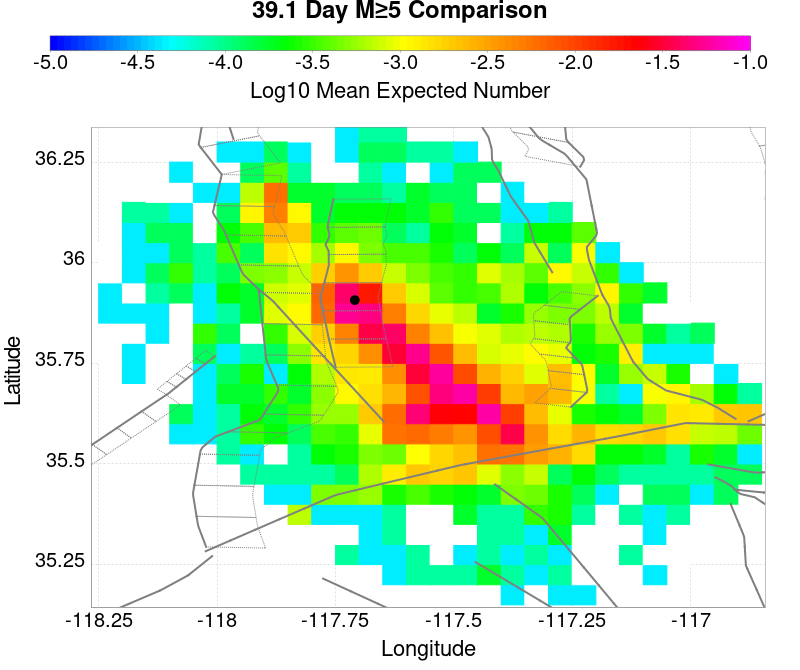 39.1 Day M≥5 Comparison
-5.0 -4.5 -4.0 -3.5 -3.0 -2.5 -2.0 -1.5 -1.0
Log10 Mean Expected Number
36.25
36
35.75
35.5
35.25
Latitude
-118.25 -118 -117.75 -117.5 -117.25 -117
Longitude